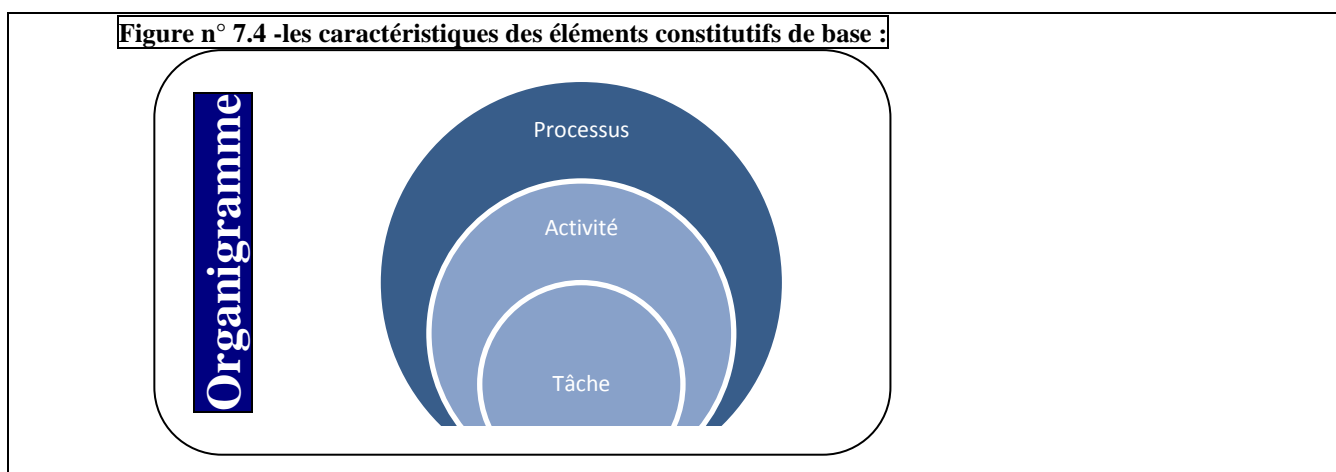 Figure n° 7.4 -les caractéristiques des éléments constitutifs de base :
Organigramme
Processus
Activité
Tâche